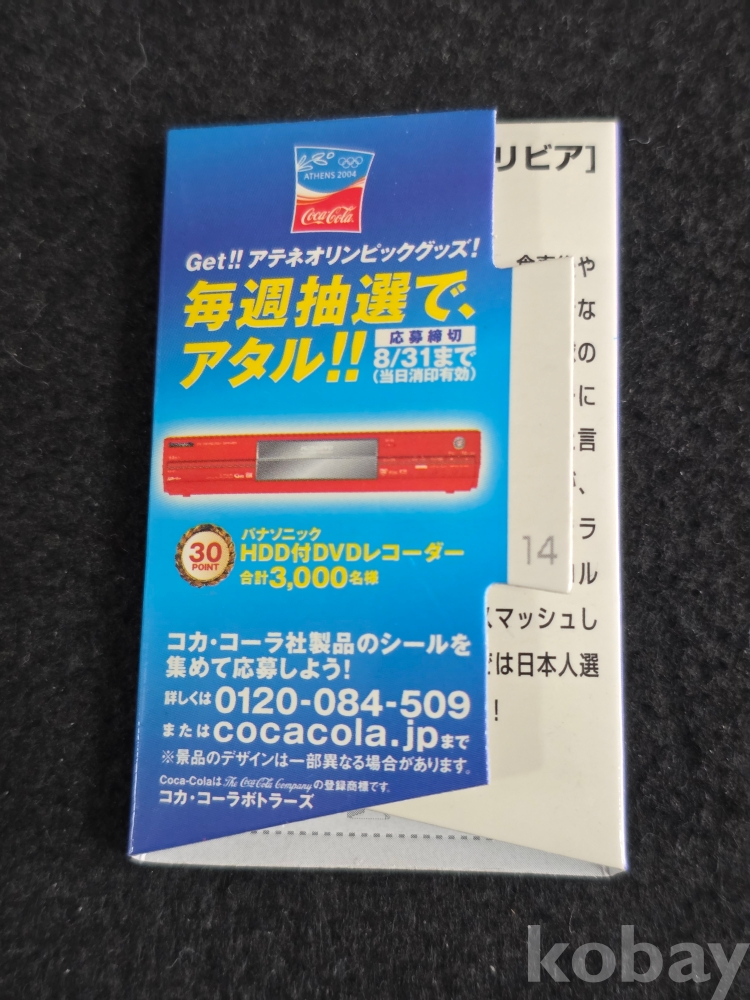 ATHENS 2004
Coca-Cola
リビア]
Get!! アテネオリンピックグッズ!
毎週抽選で、
アタル!!
応募締切
8/31まで
(当日消印有効)
や
な
の
に
言
、
ラ
ル
スマッシュし
では日本人選
!
14
30
POINT
パナソニック
HDD付DVDレコーダー
合計3,000名様
コカ・コーラ社製品のシールを
集めて応募しよう!
詳しくは0120-084-509
またはcocacola.jpまで
※景品のデザインは一部異なる場合があります。
Coca-ColaはThe Coca-Cola Companyの登録商標です。
コカ・コーラボトラーズ
kobay